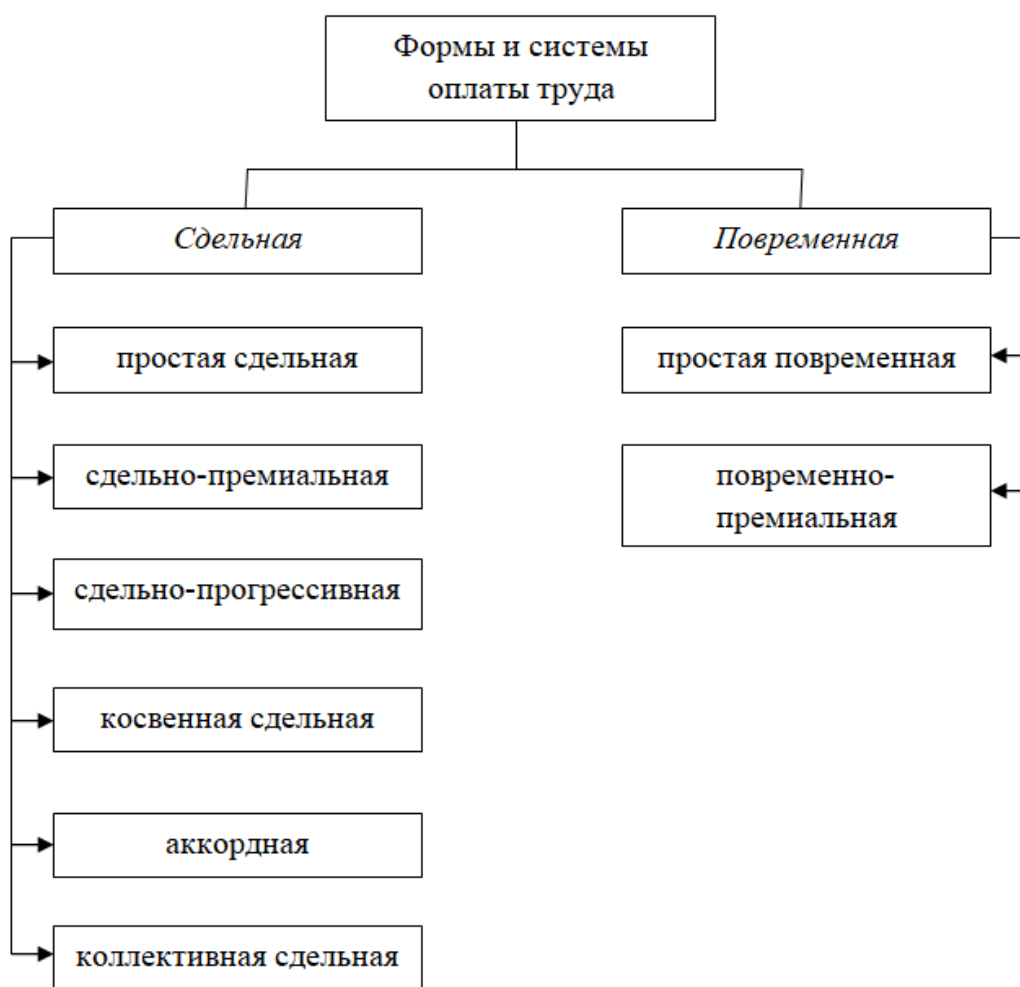 Формы и системы
оплаты труда
Сдельная
Повременная
простая сдельная
простая повременная
сдельно-премиальная
повременно-
премиальная
сдельно-прогрессивная
косвенная сдельная
аккордная
коллективная сдельная